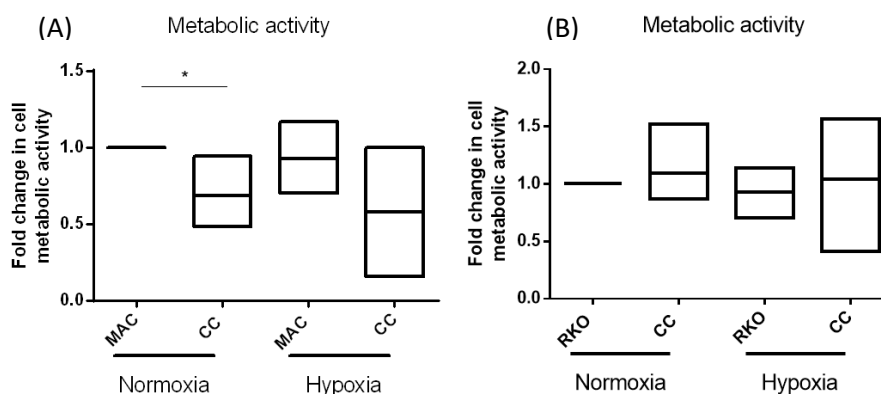 (A)
Metabolic activity
Fold change in cell
metabolic activity
1.5
1.0
0.5
0.0
*
MAC
CC
MAC
CC
Normoxia
Hypoxia
(B)
Metabolic activity
Fold change in cell
metabolic activity
2.0
1.5
1.0
0.5
0.0
RKO
CC
RKO
CC
Normoxia
Hypoxia